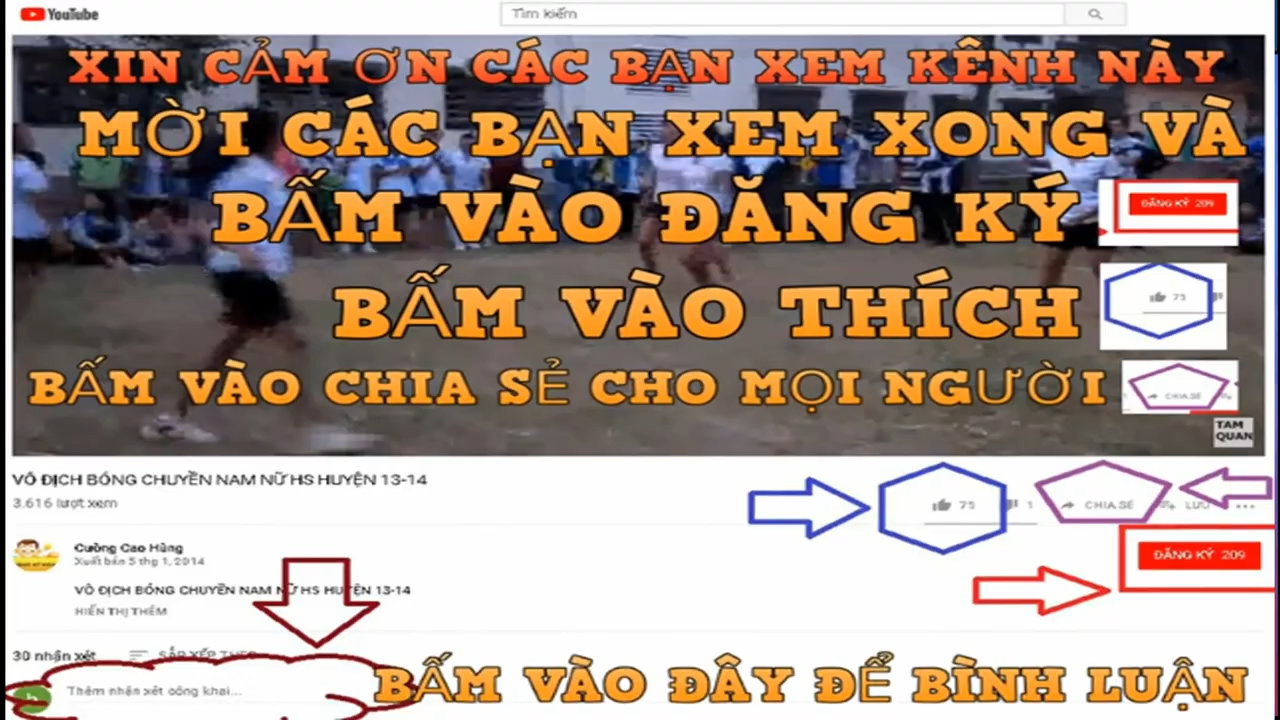 YouTube
Tìm kiếm
XIN CẢM ƠN CÁC BẠN XEM KÊNH NÀY
MỜI CÁC BẠN XEM XONG VÀ
BẤM VÀO ĐĂNG KÝ
ĐĂNG KÝ 209
BẤM VÀO THÍCH
75
BẤM VÀO CHIA SẺ CHO MỌI NGƯỜI
CHIA SẺ
TAM
QUAN
VÔ ĐỊCH BÓNG CHUYỀN NAM NỮ HS HUYỆN 13-14
3.616 lượt xem
75
1
CHIA SẺ
LƯU
Cường Cao Hùng
Xuất bản 5 thg 1, 2014
ĐĂNG KÝ 209
VÔ ĐỊCH BÓNG CHUYỀN NAM NỮ HS HUYỆN 13-14
HIỂN THỊ THÊM
30 nhận xét
SẮP XẾP THEO
Thêm nhận xét công khai...
BẤM VÀO ĐÂY ĐỂ BÌNH LUẬN